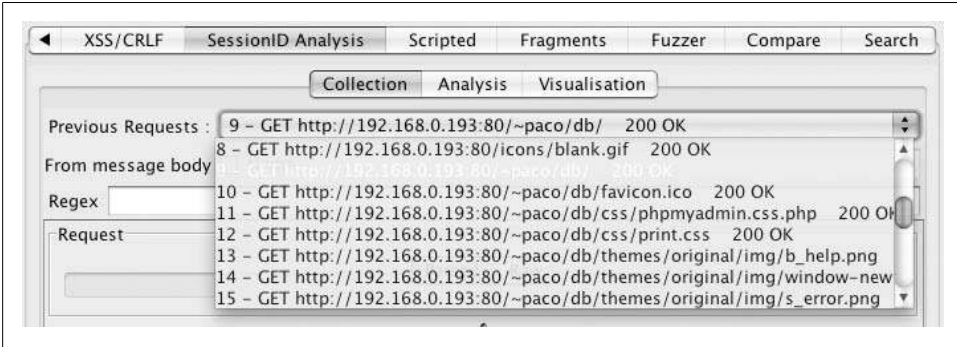 XSS/CRLF SessionID Analysis Scripted Fragments Fuzzer Compare Search
Collection Analysis Visualisation
Previous Requests : 9 - GET http://192.168.0.193:80/~paco/db/ 200 OK
8 - GET http://192.168.0.193:80/icons/blank.gif 200 OK
From message body
9 - GET http://192.168.0.193:80/~paco/db/ 200 OK
10 - GET http://192.168.0.193:80/~paco/db/favicon.ico 200 OK
Regex
11 - GET http://192.168.0.193:80/~paco/db/css/phpmyadmin.css.php 200 OK
Request
12 - GET http://192.168.0.193:80/~paco/db/css/print.css 200 OK
13 - GET http://192.168.0.193:80/~paco/db/themes/original/img/b_help.png
14 - GET http://192.168.0.193:80/~paco/db/themes/original/img/window-new
15 - GET http://192.168.0.193:80/~paco/db/themes/original/img/s_error.png